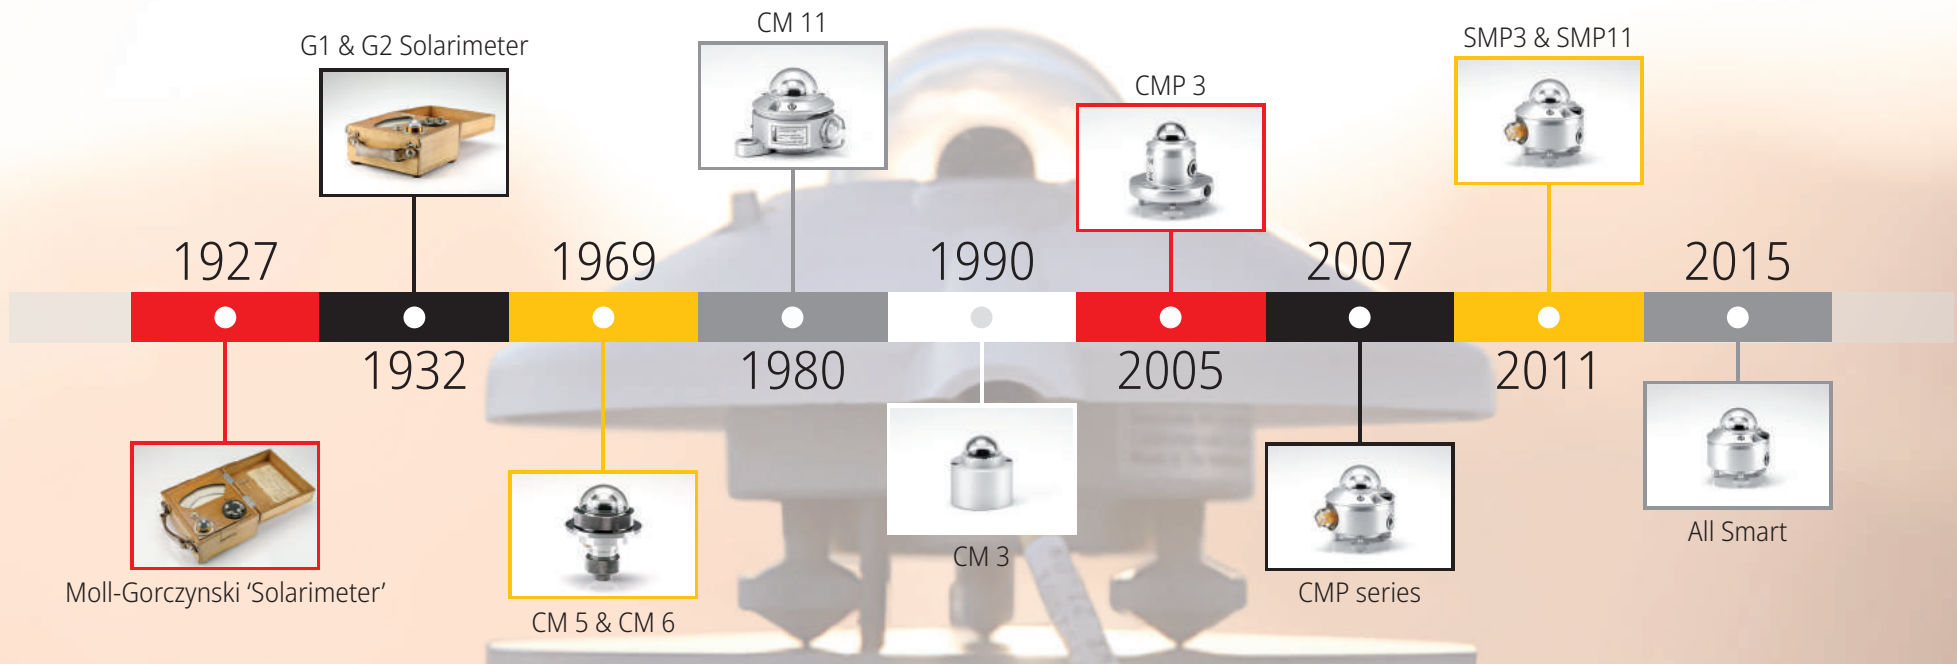 CM 11
G1 & G2 Solarimeter
SMP3 & SMP11
CMP 3
1927
1969
1990
2007
2015
1932
1980
2005
2011
All Smart
CM 3
Moll-Gorczynski ‘Solarimeter’
CMP series
CM 5 & CM 6